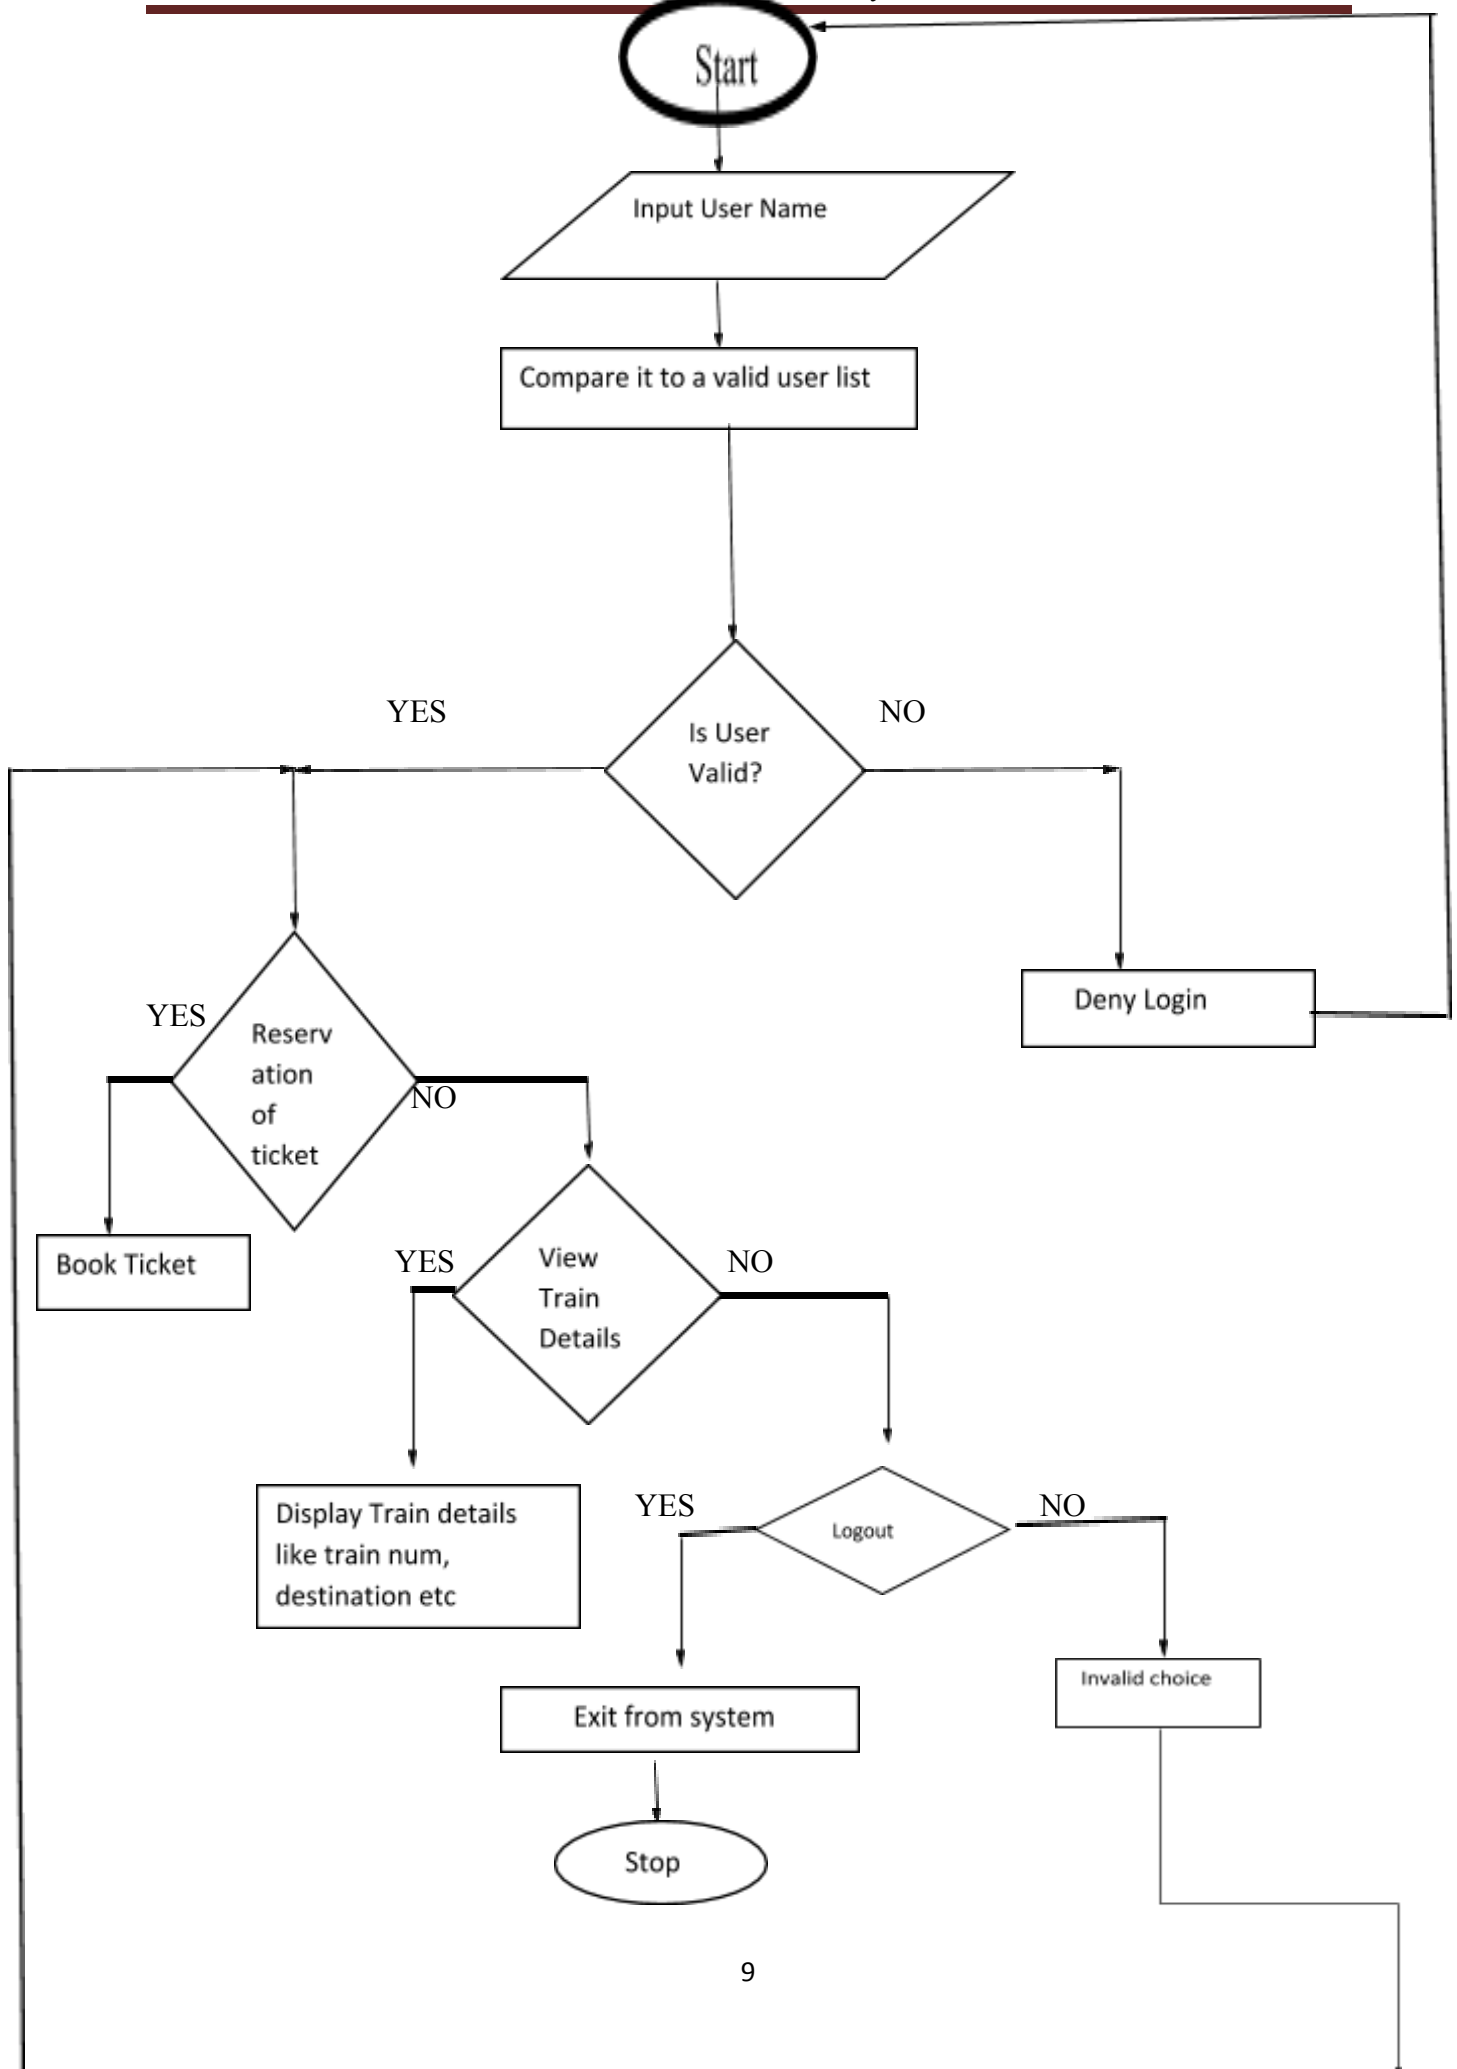 Start
Input User Name
Compare it to a valid user list
YES
NO
Is User
Valid?
Deny Login
YES
Reserv
ation
of
ticket
NO
Book Ticket
YES
View
Train
Details
NO
Display Train details
like train num,
destination etc
YES
Logout
NO
Invalid choice
Exit from system
Stop
9